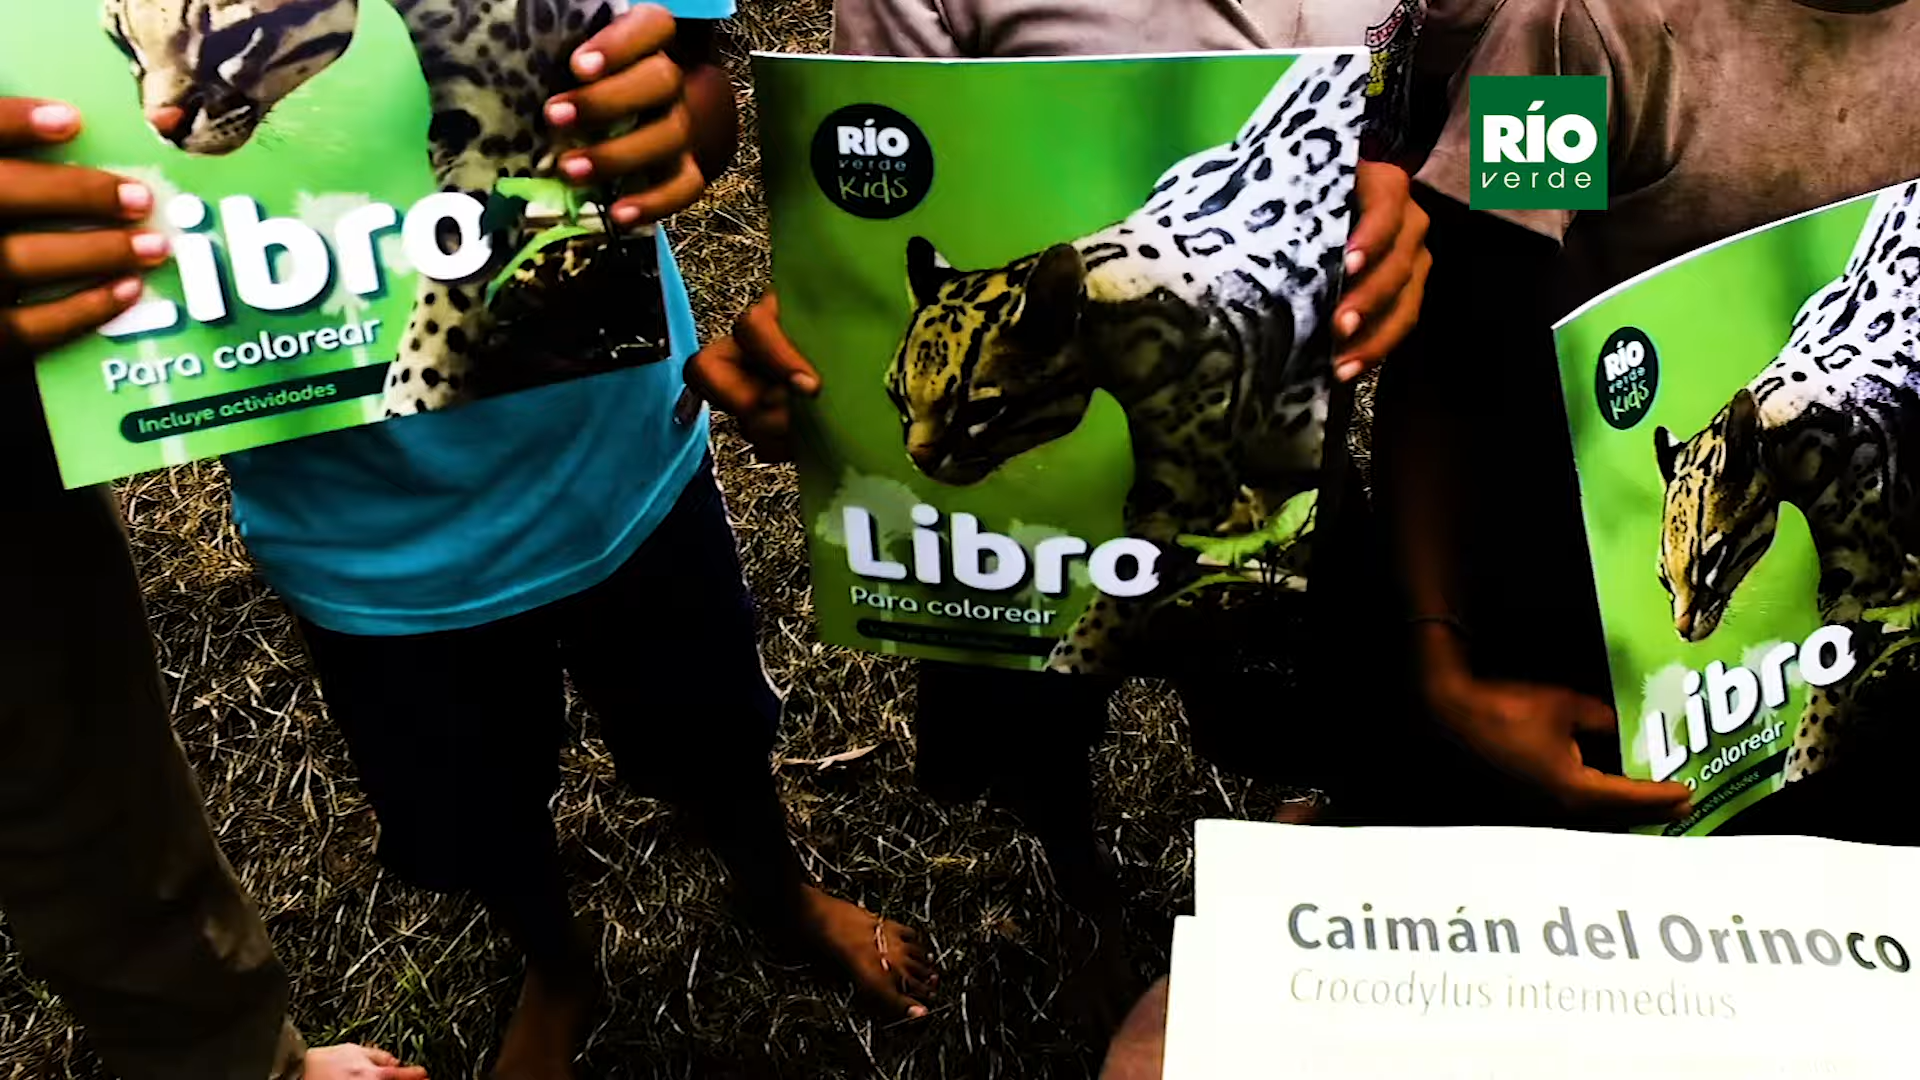 Libro
Para colorear
Incluye actividades
RÍO
verde
Kids
Libro
Para colorear
RÍO
verde
RÍO
verde
Kids
Libro
colorear
Caimán del Orinoco
Crocodylus intermedius